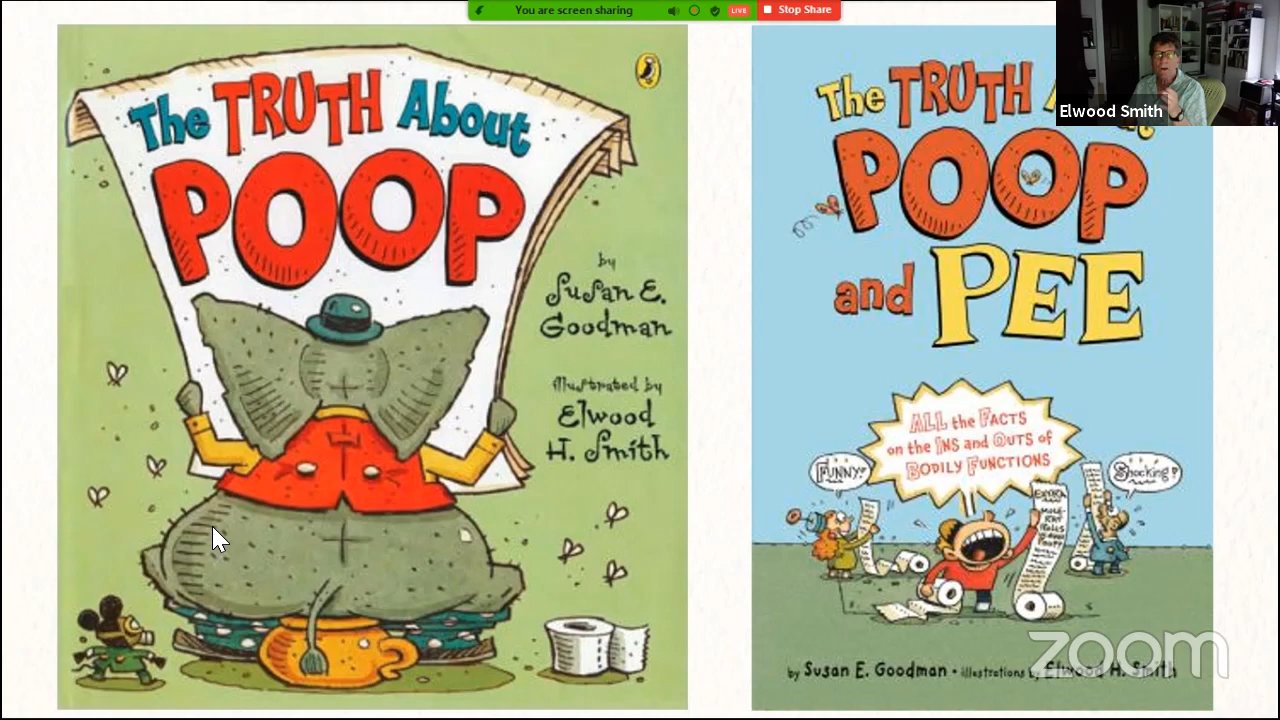 You are screen sharing
LIVE
Stop Share
Elwood Smith
The TRUTH About
POOP
by
Susan E.
Goodman
illustrated by
Elwood
H. Smith
The TRUTH
POOP
and PEE
ALL the FACTS
on the INS and OUTS of
BODILY FUNCTIONS
FUNNY!
Shocking!
EXTRA
by Susan E. Goodman • illustrations by Elwood H. Smith
zoom